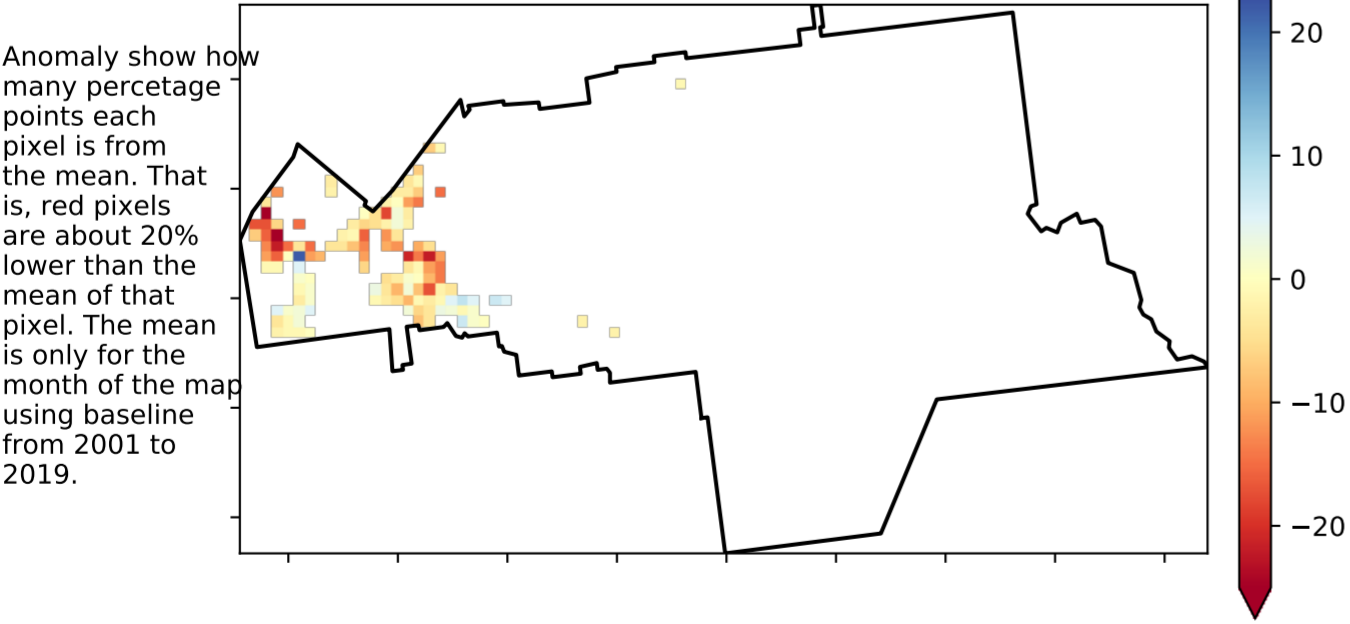 Anomaly show how
many percetage
points each
pixel is from
the mean. That
is, red pixels
are about 20%
lower than the
mean of that
pixel. The mean
is only for the
month of the map
using baseline
from 2001 to
2019.
20
10
0
−10
−20